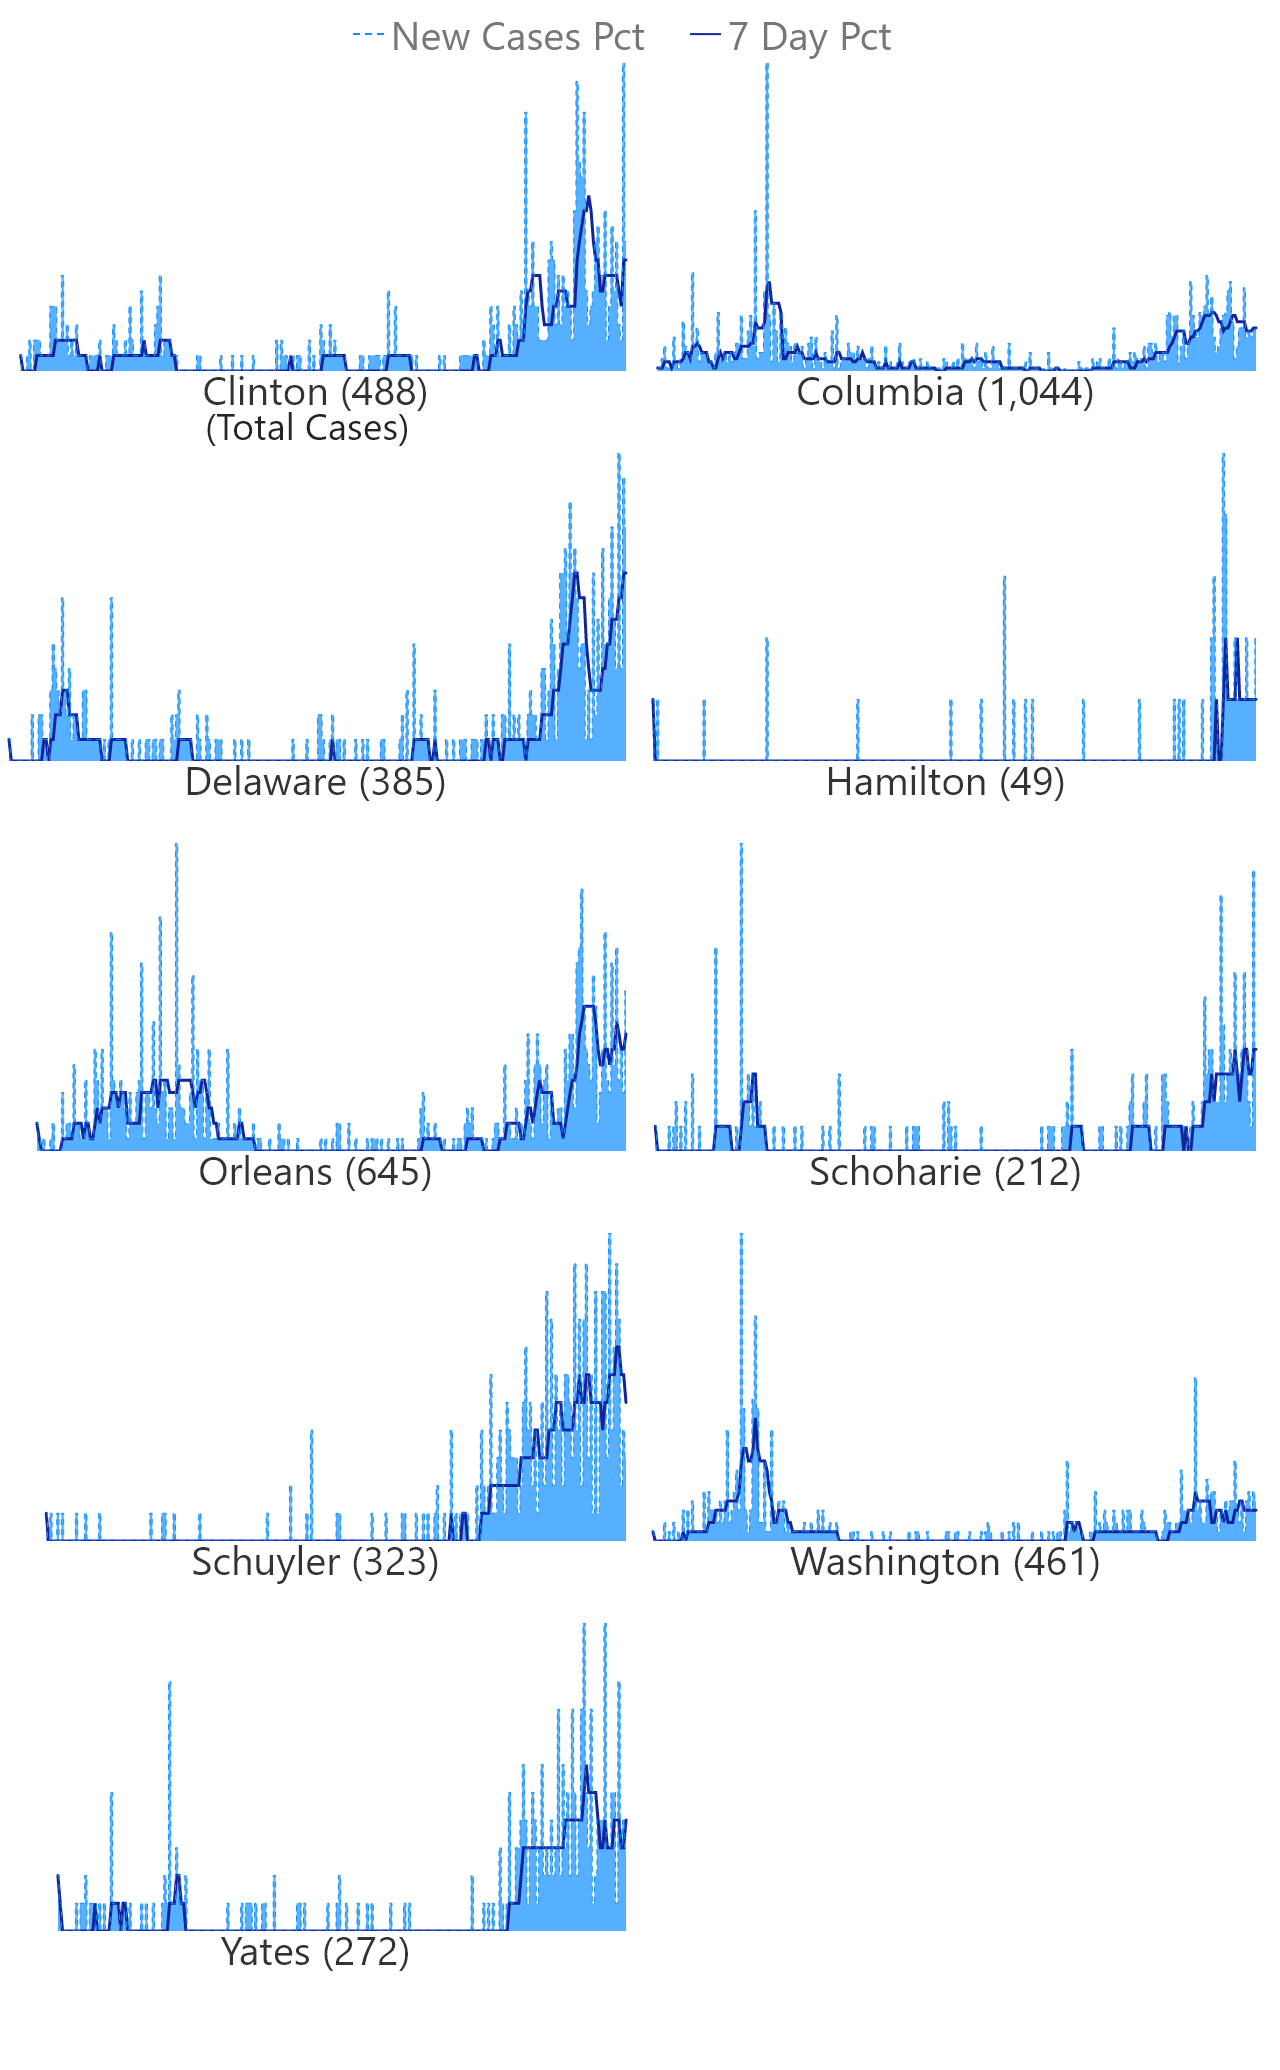 New Cases Pct 7 Day Pct
Clinton (488) Columbia (1,044)
(Total Cases)
Delaware (385) Hamilton (49)
Orleans (645) Schoharie (212)
Schuyler (323) Washington (461)
Yates (272)